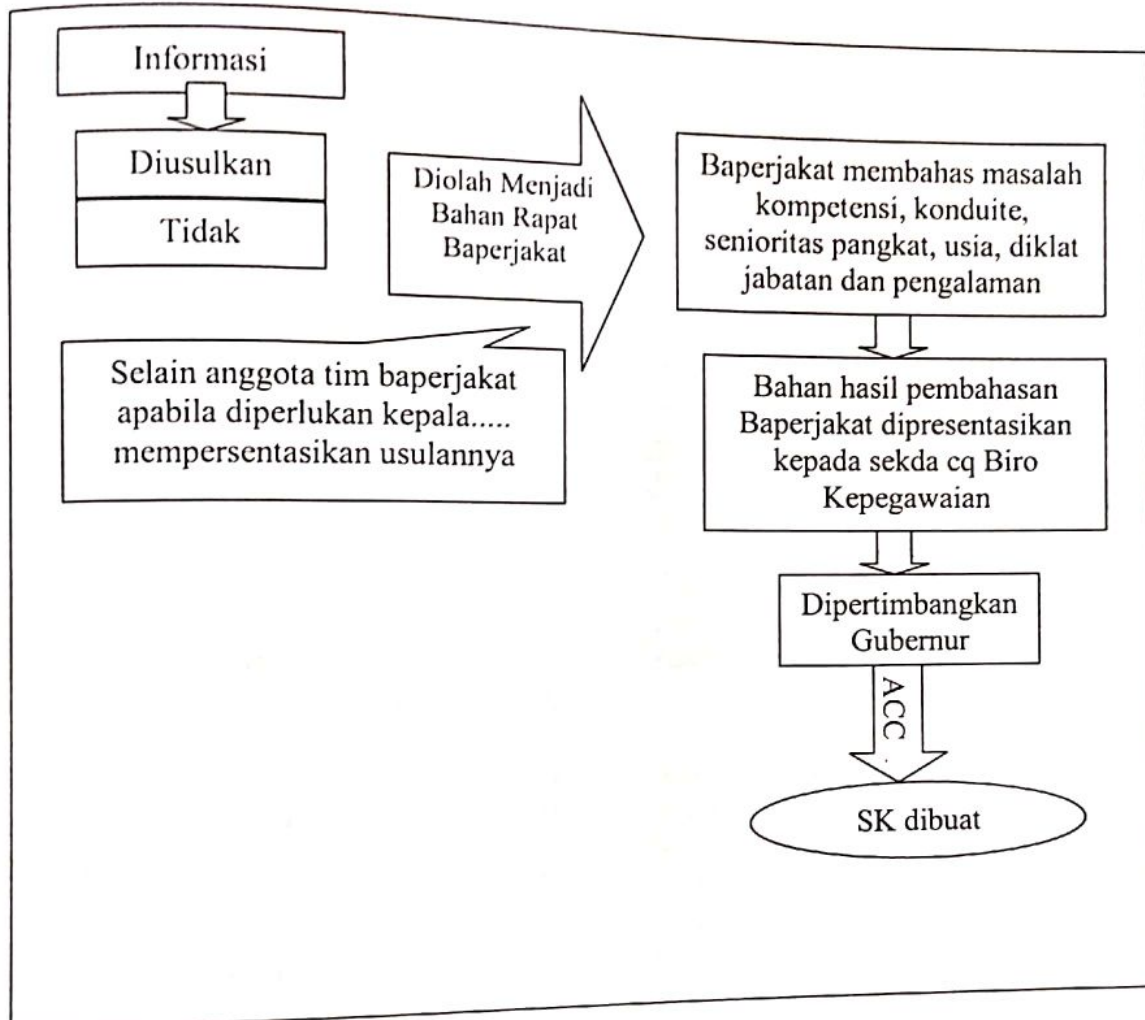 Informasi
Diusulkan
Tidak
Diolah Menjadi
Bahan Rapat
Baperjakat
Selain anggota tim baperjakat
apabila diperlukan kepala.....
mempersentasikan usulannya
Baperjakat membahas masalah
kompetensi, konduite,
senioritas pangkat, usia, diklat
jabatan dan pengalaman
Bahan hasil pembahasan
Baperjakat dipresentasikan
kepada sekda cq Biro
Kepegawaian
Dipertimbangkan
Gubernur
ACC
SK dibuat